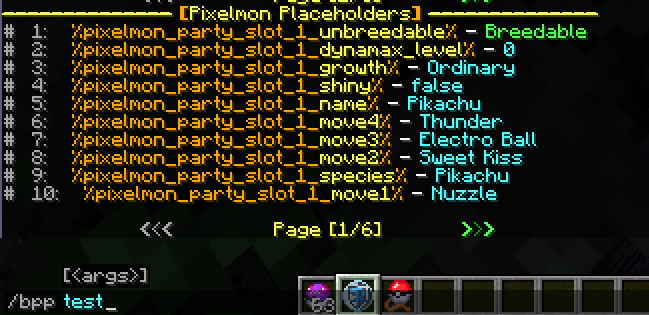 [Pixelmon Placeholders]
# 1: %pixelmon_party_slot_1_unbreedable% - Breedable
# 2: %pixelmon_party_slot_1_dynamax_level% - 0
# 3: %pixelmon_party_slot_1_growth% - Ordinary
# 4: %pixelmon_party_slot_1_shiny% - false
# 5: %pixelmon_party_slot_1_name% - Pikachu
# 6: %pixelmon_party_slot_1_move4% - Thunder
# 7: %pixelmon_party_slot_1_move3% - Electro Ball
# 8: %pixelmon_party_slot_1_move2% - Sweet Kiss
# 9: %pixelmon_party_slot_1_species% - Pikachu
# 10: %pixelmon_party_slot_1_move1% - Nuzzle
<<< Page [1/6] >>>
[<args>]
/bpp test_
63